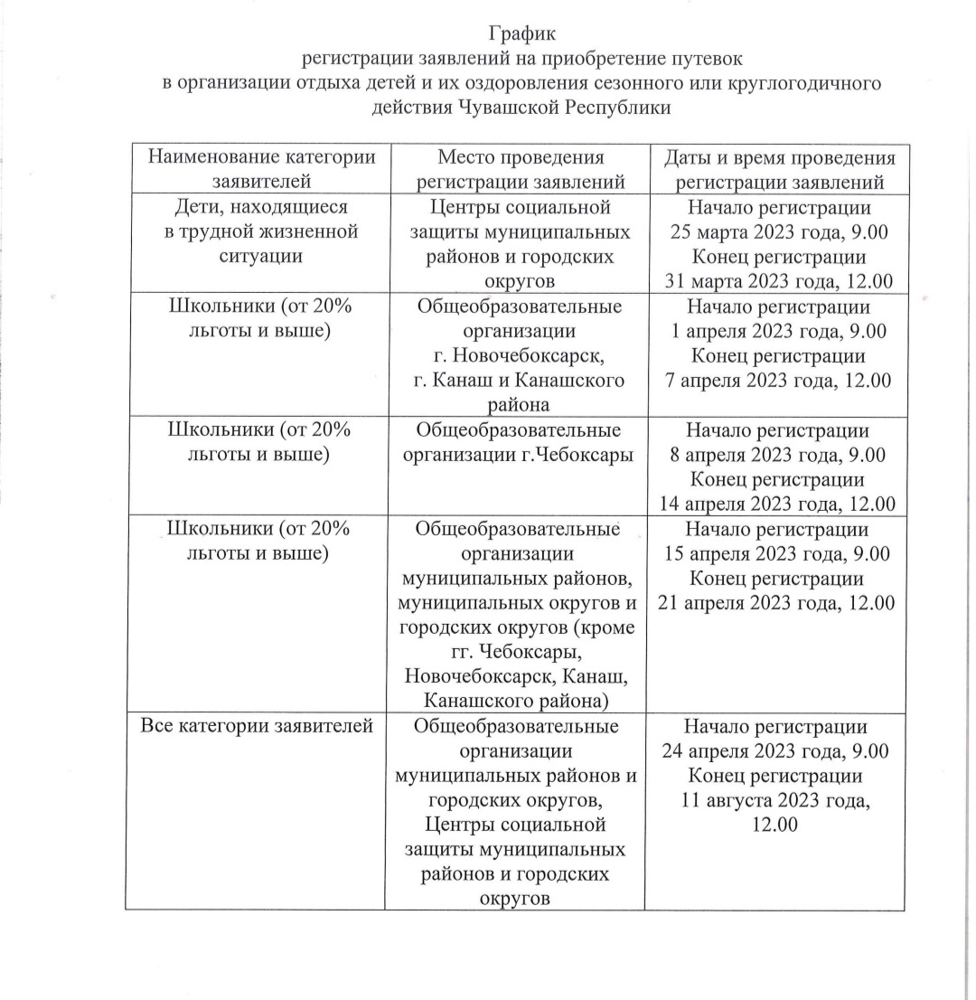 График
регистрации заявлений на приобретение путевок
в организации отдыха детей и их оздоровления сезонного или круглогодичного
действия Чувашской Республики
Наименование категории
заявителей
Место проведения
регистрации заявлений
Даты и время проведения
регистрации заявлений
Дети, находящиеся
в трудной жизненной
ситуации
Центры социальной
защиты муниципальных
районов и городских
округов
Начало регистрации
25 марта 2023 года, 9.00
Конец регистрации
31 марта 2023 года, 12.00
Школьники (от 20%
льготы и выше)
Общеобразовательные
организации
г. Новочебоксарск,
г. Канаш и Канашского
района
Начало регистрации
1 апреля 2023 года, 9.00
Конец регистрации
7 апреля 2023 года, 12.00
Школьники (от 20%
льготы и выше)
Общеобразовательные
организации г.Чебоксары
Начало регистрации
8 апреля 2023 года, 9.00
Конец регистрации
14 апреля 2023 года, 12.00
Школьники (от 20%
льготы и выше)
Общеобразовательные
организации
муниципальных районов,
муниципальных округов и
городских округов (кроме
гг. Чебоксары,
Новочебоксарск, Канаш,
Канашского района)
Начало регистрации
15 апреля 2023 года, 9.00
Конец регистрации
21 апреля 2023 года, 12.00
Все категории заявителей
Общеобразовательные
организации
муниципальных районов и
городских округов,
Центры социальной
защиты муниципальных
районов и городских
округов
Начало регистрации
24 апреля 2023 года, 9.00
Конец регистрации
11 августа 2023 года,
12.00